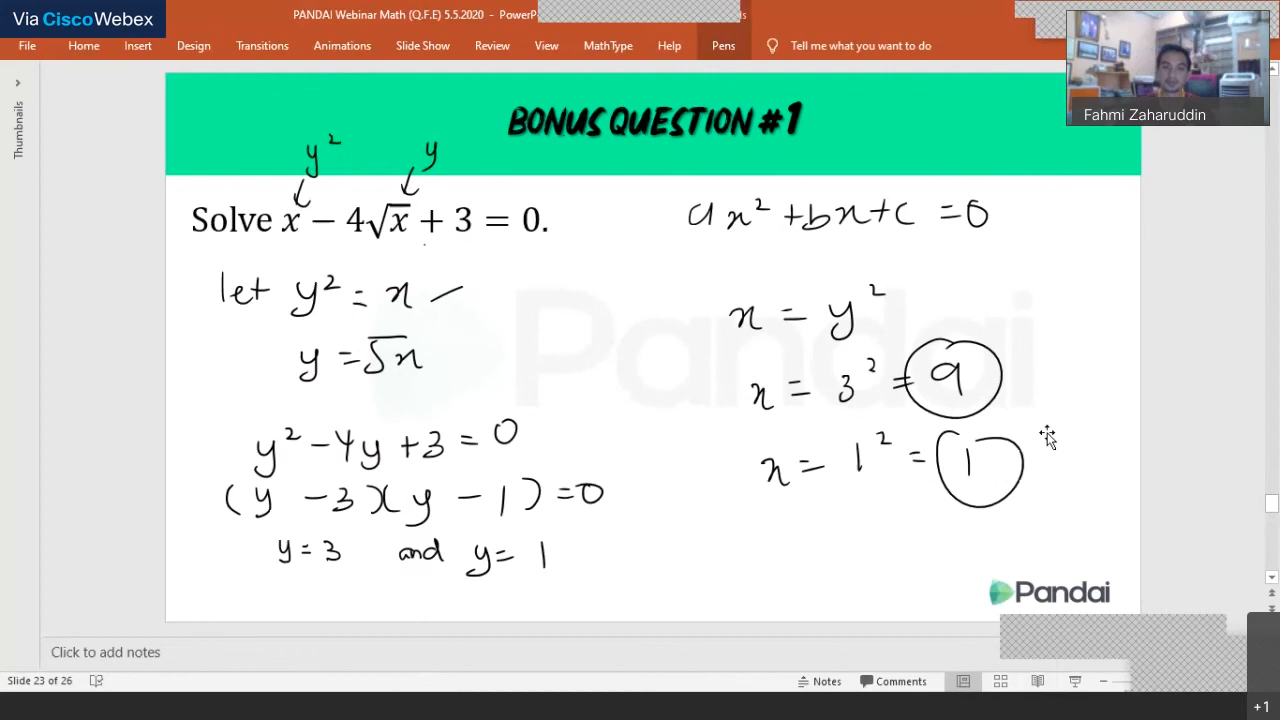 Via Cisco Webex
PANDAI Webinar Math (Q.F.E) 5.5.2020 - PowerP
File Home Insert Design Transitions Animations Slide Show Review View MathType Help Pens Tell me what you want to do
Fahmi Zaharuddin
Thumbnails
BONUS QUESTION #1
y² y
Solve x − 4√x + 3 = 0.
let y² = x
y = √x
y² - 4y + 3 = 0
(y - 3)(y - 1) = 0
y = 3 and y = 1
ax² + bx + c = 0
x = y²
x = 3² = 9
x = 1² = 1
Pandai
Pandai
Click to add notes
Slide 23 of 26 Notes Comments
+1